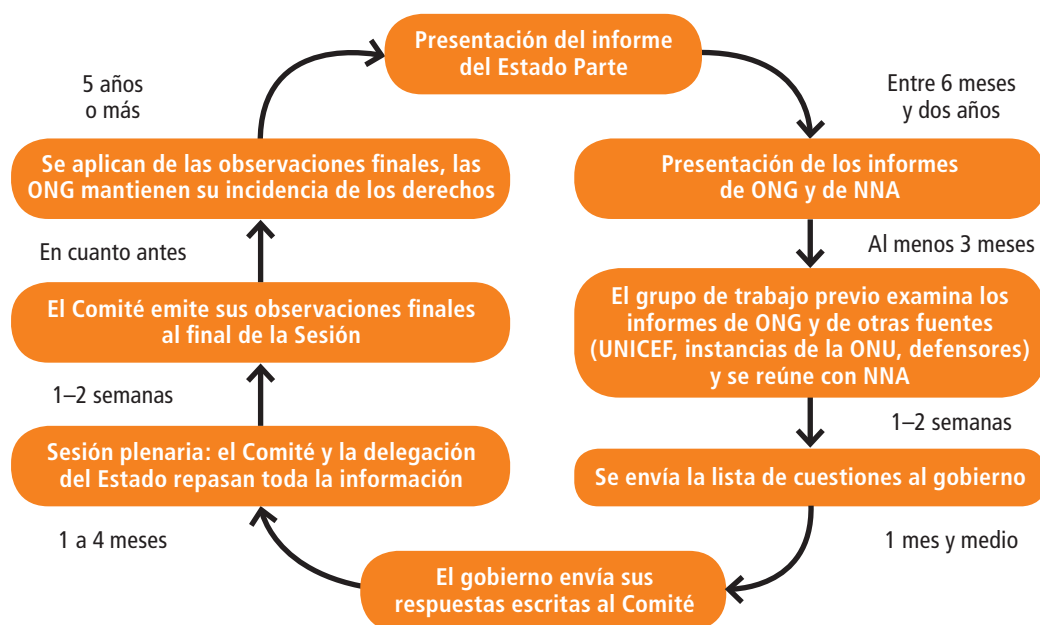 Presentación del informe
del Estado Parte
Entre 6 meses
y dos años
Presentación de los informes
de ONG y de NNA
Al menos 3 meses
El grupo de trabajo previo examina los
informes de ONG y de otras fuentes
(UNICEF, instancias de la ONU, defensores)
y se reúne con NNA
1–2 semanas
Se envía la lista de cuestiones al gobierno
1 mes y medio
El gobierno envía sus
respuestas escritas al Comité
1 a 4 meses
Sesión plenaria: el Comité y la delegación
del Estado repasan toda la información
1–2 semanas
El Comité emite sus observaciones finales
al final de la Sesión
En cuanto antes
Se aplican de las observaciones finales, las
ONG mantienen su incidencia de los derechos
5 años
o más